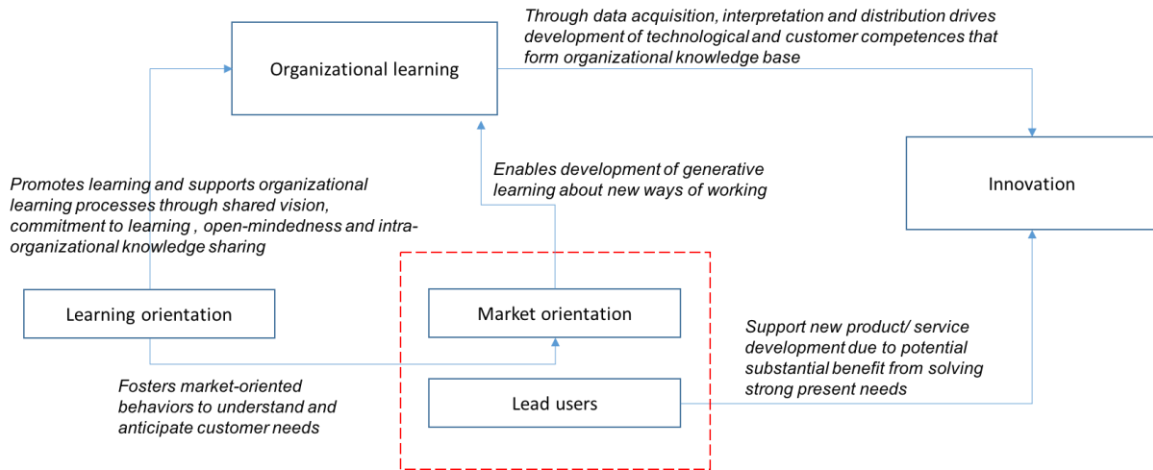 Through data acquisition, interpretation and distribution drives
development of technological and customer competences that
form organizational knowledge base
Organizational learning
Enables development of generative
learning about new ways of working
Innovation
Promotes learning and supports organizational
learning processes through shared vision,
commitment to learning , open-mindedness and intra-
organizational knowledge sharing
Learning orientation
Market orientation
Support new product/ service
development due to potential
substantial benefit from solving
strong present needs
Fosters market-oriented
behaviors to understand and
anticipate customer needs
Lead users